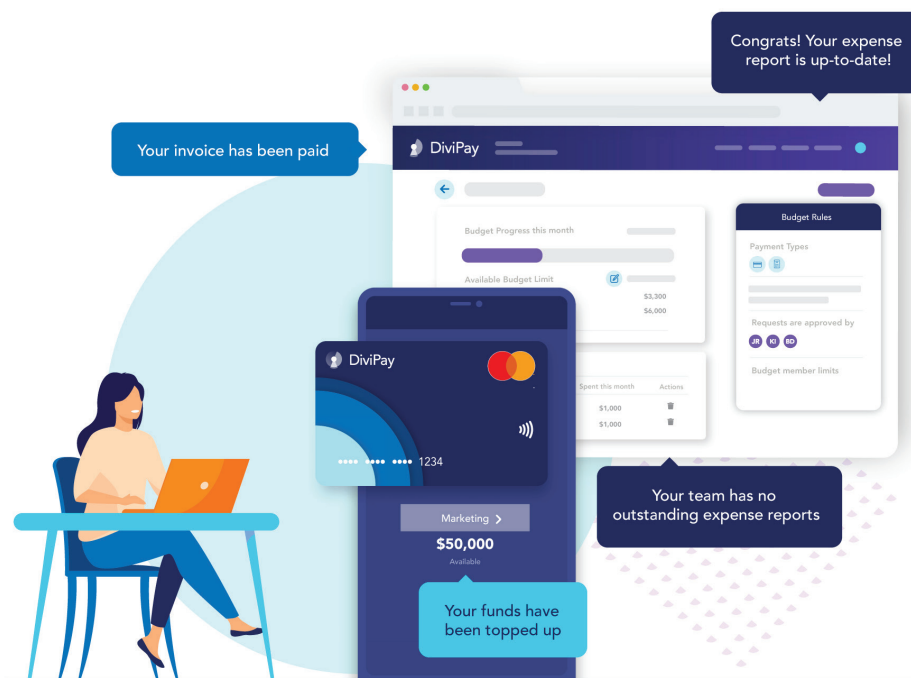 Congrats! Your expense
report is up-to-date!
Your invoice has been paid
DiviPay
Budget Rules
Budget Progress this month
Payment Types
Available Budget Limit
$3,300
$6,000
Requests are approved by
JR KI BD
DiviPay
Budget member limits
Spent this month Actions
$1,000
$1,000
•••• •••• •••• 1234
Your team has no
outstanding expense reports
Marketing >
$50,000
Available
Your funds have
been topped up